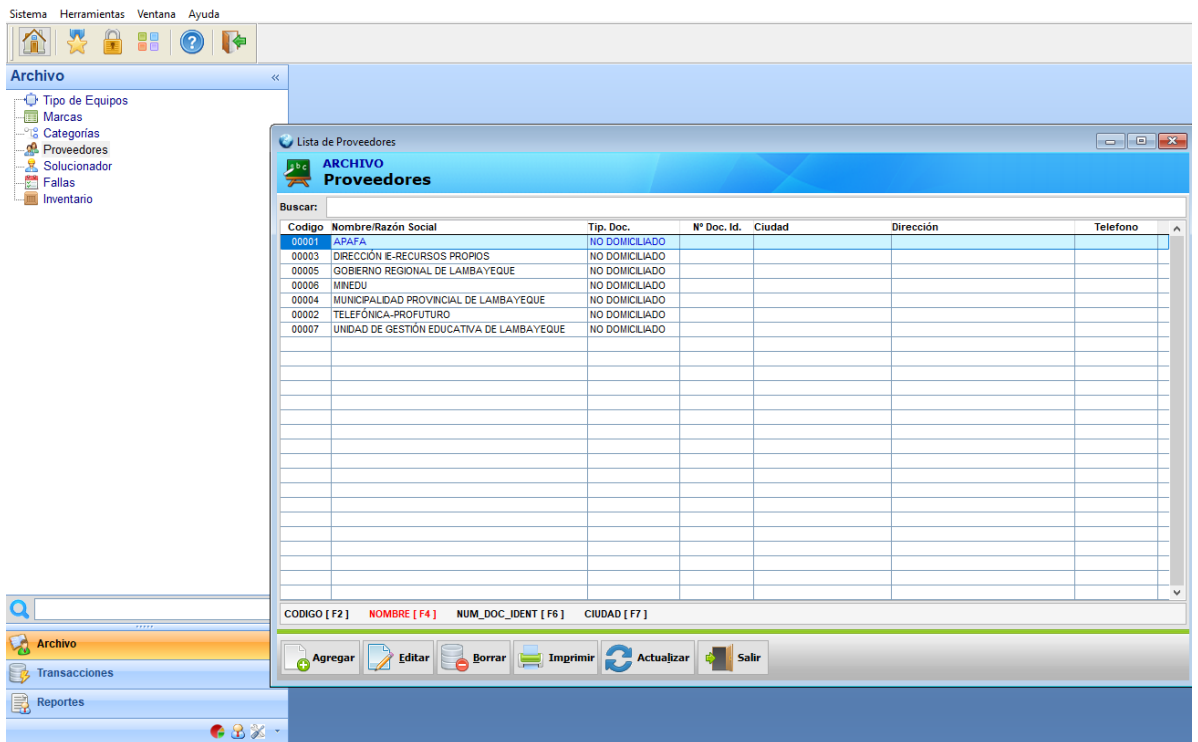 Sistema Herramientas Ventana Ayuda
Archivo «
Tipo de Equipos
Marcas
Categorías
Proveedores
Solucionador
Fallas
Inventario
Lista de Proveedores
abc
ARCHIVO
Proveedores
Buscar:
Codigo Nombre/Razón Social Tip. Doc. Nº Doc. Id. Ciudad Dirección Telefono
00001 APAFA NO DOMICILIADO
00003 DIRECCIÓN IE-RECURSOS PROPIOS NO DOMICILIADO
00005 GOBIERNO REGIONAL DE LAMBAYEQUE NO DOMICILIADO
00006 MINEDU NO DOMICILIADO
00004 MUNICIPALIDAD PROVINCIAL DE LAMBAYEQUE NO DOMICILIADO
00002 TELEFÓNICA-PROFUTURO NO DOMICILIADO
00007 UNIDAD DE GESTIÓN EDUCATIVA DE LAMBAYEQUE NO DOMICILIADO
CODIGO [ F2 ] NOMBRE [ F4 ] NUM_DOC_IDENT [ F6 ] CIUDAD [ F7 ]
Agregar Editar Borrar Imprimir Actualizar Salir
Archivo
Transacciones
Reportes